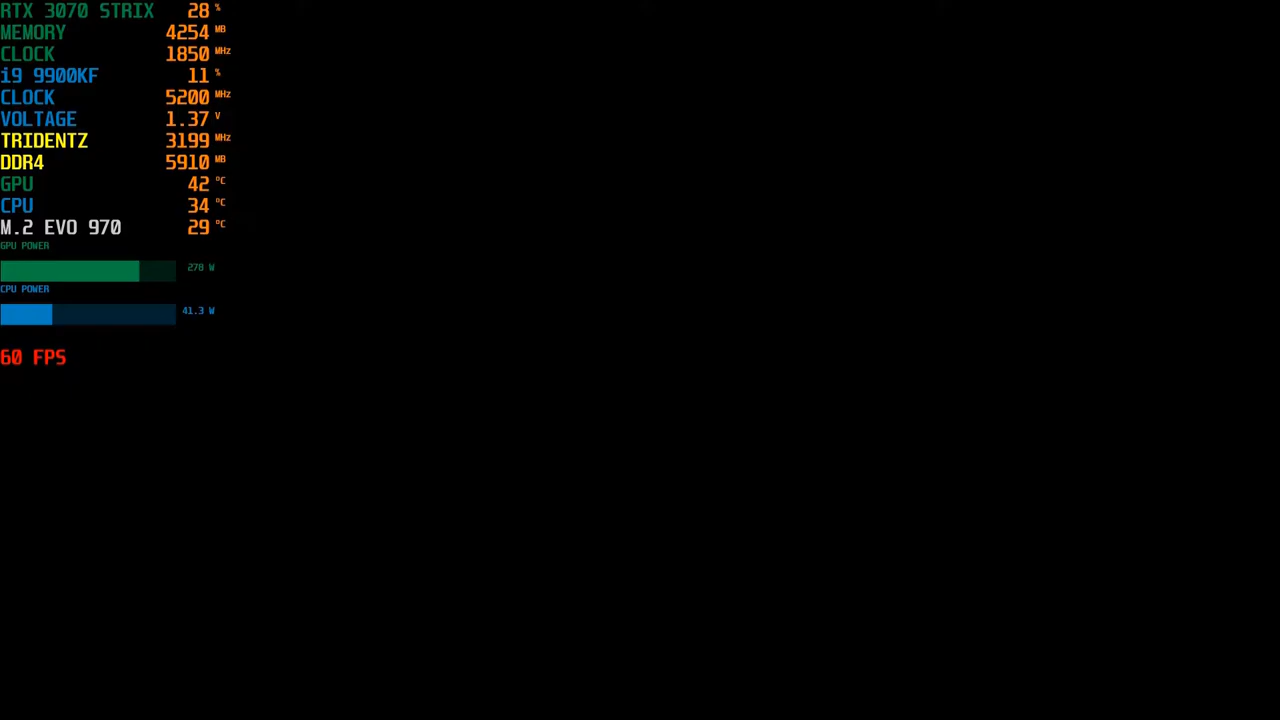 RTX 3070 STRIX 28 %
MEMORY 4254 MB
CLOCK 1850 MHz
i9 9900KF 11 %
CLOCK 5200 MHz
VOLTAGE 1.37 V
TRIDENTZ 3199 MHz
DDR4 5910 MB
GPU 42 °C
CPU 34 °C
M.2 EVO 970 29 °C
GPU POWER
278 W
CPU POWER
41.3 W
60 FPS